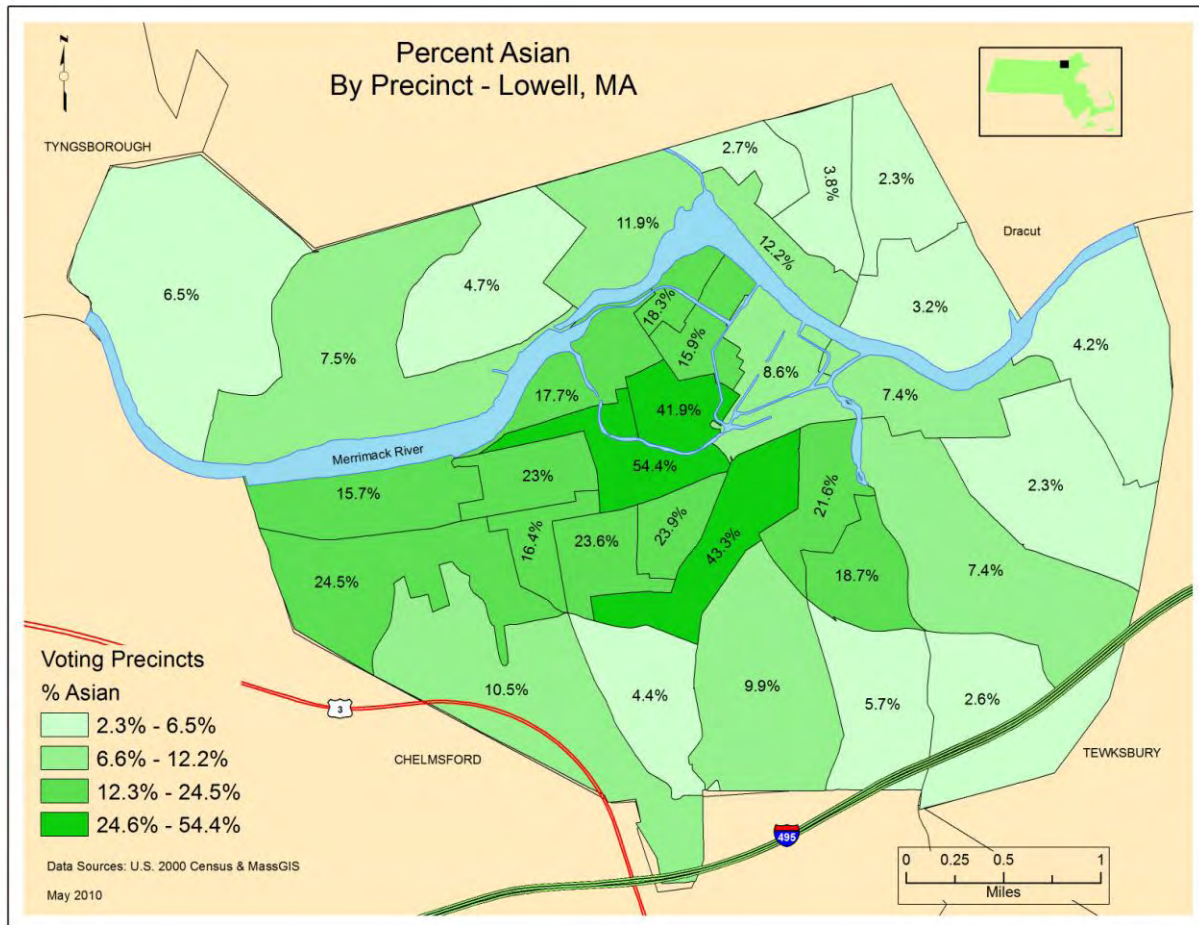 Percent Asian
By Precinct - Lowell, MA
z
TYNGSBOROUGH
2.7%
3.8%
2.3%
Dracut
11.9%
12.2%
6.5%
4.7%
3.2%
7.5%
18.3%
15.9%
8.6%
4.2%
17.7%
41.9%
7.4%
Merrimack River
54.4%
23%
15.7%
2.3%
21.6%
16.4%
23.6%
23.9%
43.3%
24.5%
18.7%
7.4%
10.5%
4.4%
9.9%
5.7%
2.6%
3
CHELMSFORD
TEWKSBURY
495
Voting Precincts
% Asian
2.3% - 6.5%
6.6% - 12.2%
12.3% - 24.5%
24.6% - 54.4%
Data Sources: U.S. 2000 Census & MassGIS
May 2010
0 0.25 0.5 1
Miles